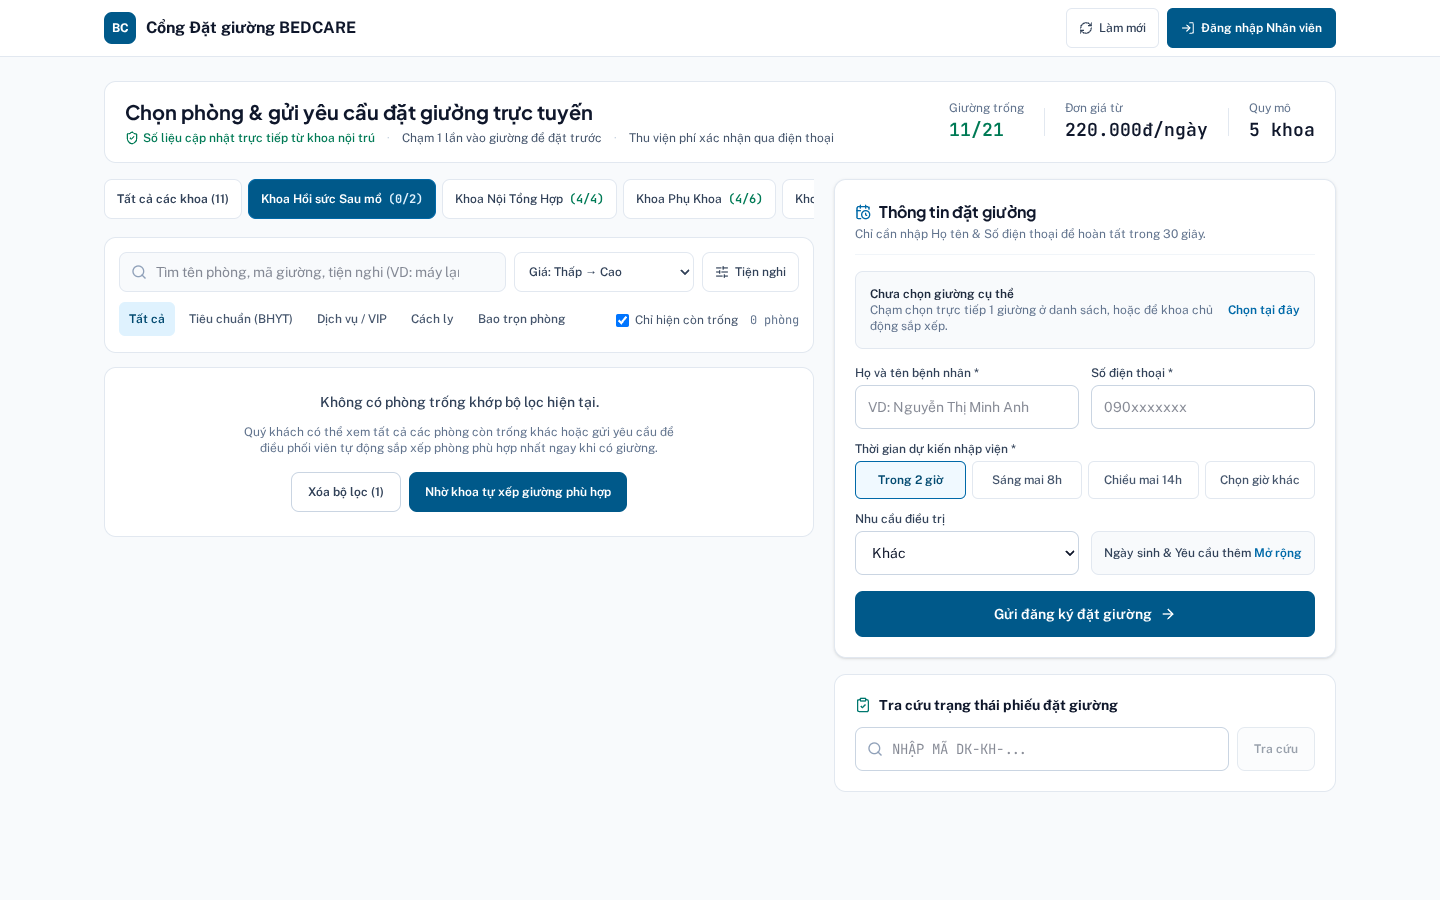 BC Cổng Đặt giường BEDCARE
Làm mới
Đăng nhập Nhân viên
Chọn phòng & gửi yêu cầu đặt giường trực tuyến
Số liệu cập nhật trực tiếp từ khoa nội trú · Chạm 1 lần vào giường để đặt trước · Thư viện phí xác nhận qua điện thoại
Giường trống
11/21
Đơn giá từ
220.000đ/ngày
Quy mô
5 khoa
Tất cả các khoa (11)
Khoa Hồi sức Sau mổ (0/2)
Khoa Nội Tổng Hợp (4/4)
Khoa Phụ Khoa (4/6)
Tìm tên phòng, mã giường, tiện nghi (VD: máy lạ
Giá: Thấp → Cao
Tiện nghi
Tất cả
Tiêu chuẩn (BHYT)
Dịch vụ / VIP
Cách ly
Bao trọn phòng
Chỉ hiện còn trống
0 phòng
Không có phòng trống khớp bộ lọc hiện tại.
Quý khách có thể xem tất cả các phòng còn trống khác hoặc gửi yêu cầu để
điều phối viên tự động sắp xếp phòng phù hợp nhất ngay khi có giường.
Xóa bộ lọc (1)
Nhờ khoa tự xếp giường phù hợp
Thông tin đặt giường
Chỉ cần nhập Họ tên & Số điện thoại để hoàn tất trong 30 giây.
Chưa chọn giường cụ thể
Chạm chọn trực tiếp 1 giường ở danh sách, hoặc để khoa chủ
động sắp xếp.
Chọn tại đây
Họ và tên bệnh nhân *
VD: Nguyễn Thị Minh Anh
Số điện thoại *
090xxxxxxx
Thời gian dự kiến nhập viện *
Trong 2 giờ
Sáng mai 8h
Chiều mai 14h
Chọn giờ khác
Nhu cầu điều trị
Khác
Ngày sinh & Yêu cầu thêm Mở rộng
Gửi đăng ký đặt giường →
Tra cứu trạng thái phiếu đặt giường
NHẬP MÃ DK-KH-...
Tra cứu